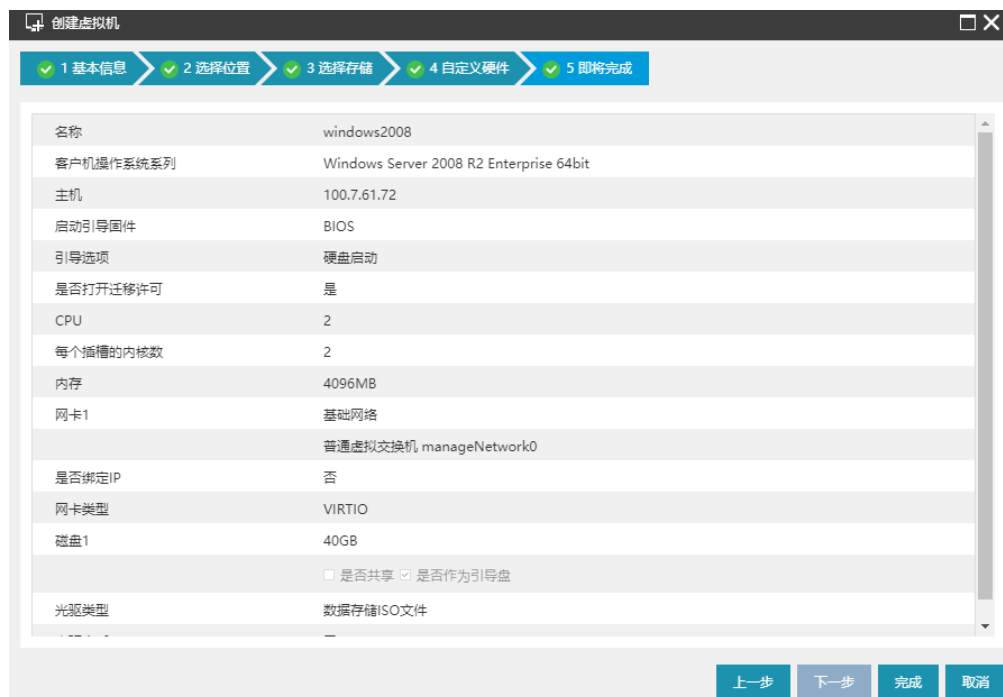 创建虚拟机
1 基本信息 2 选择位置 3 选择存储 4 自定义硬件 5 即将完成
名称 windows2008
客户机操作系统系列 Windows Server 2008 R2 Enterprise 64bit
主机 100.7.61.72
启动引导固件 BIOS
引导选项 硬盘启动
是否打开迁移许可 是
CPU 2
每个插槽的内核数 2
内存 4096MB
网卡1 基础网络
普通虚拟交换机 manageNetwork0
是否绑定IP 否
网卡类型 VIRTIO
磁盘1 40GB
是否共享 是否作为引导盘
光驱类型 数据存储ISO文件
上一步 下一步 完成 取消